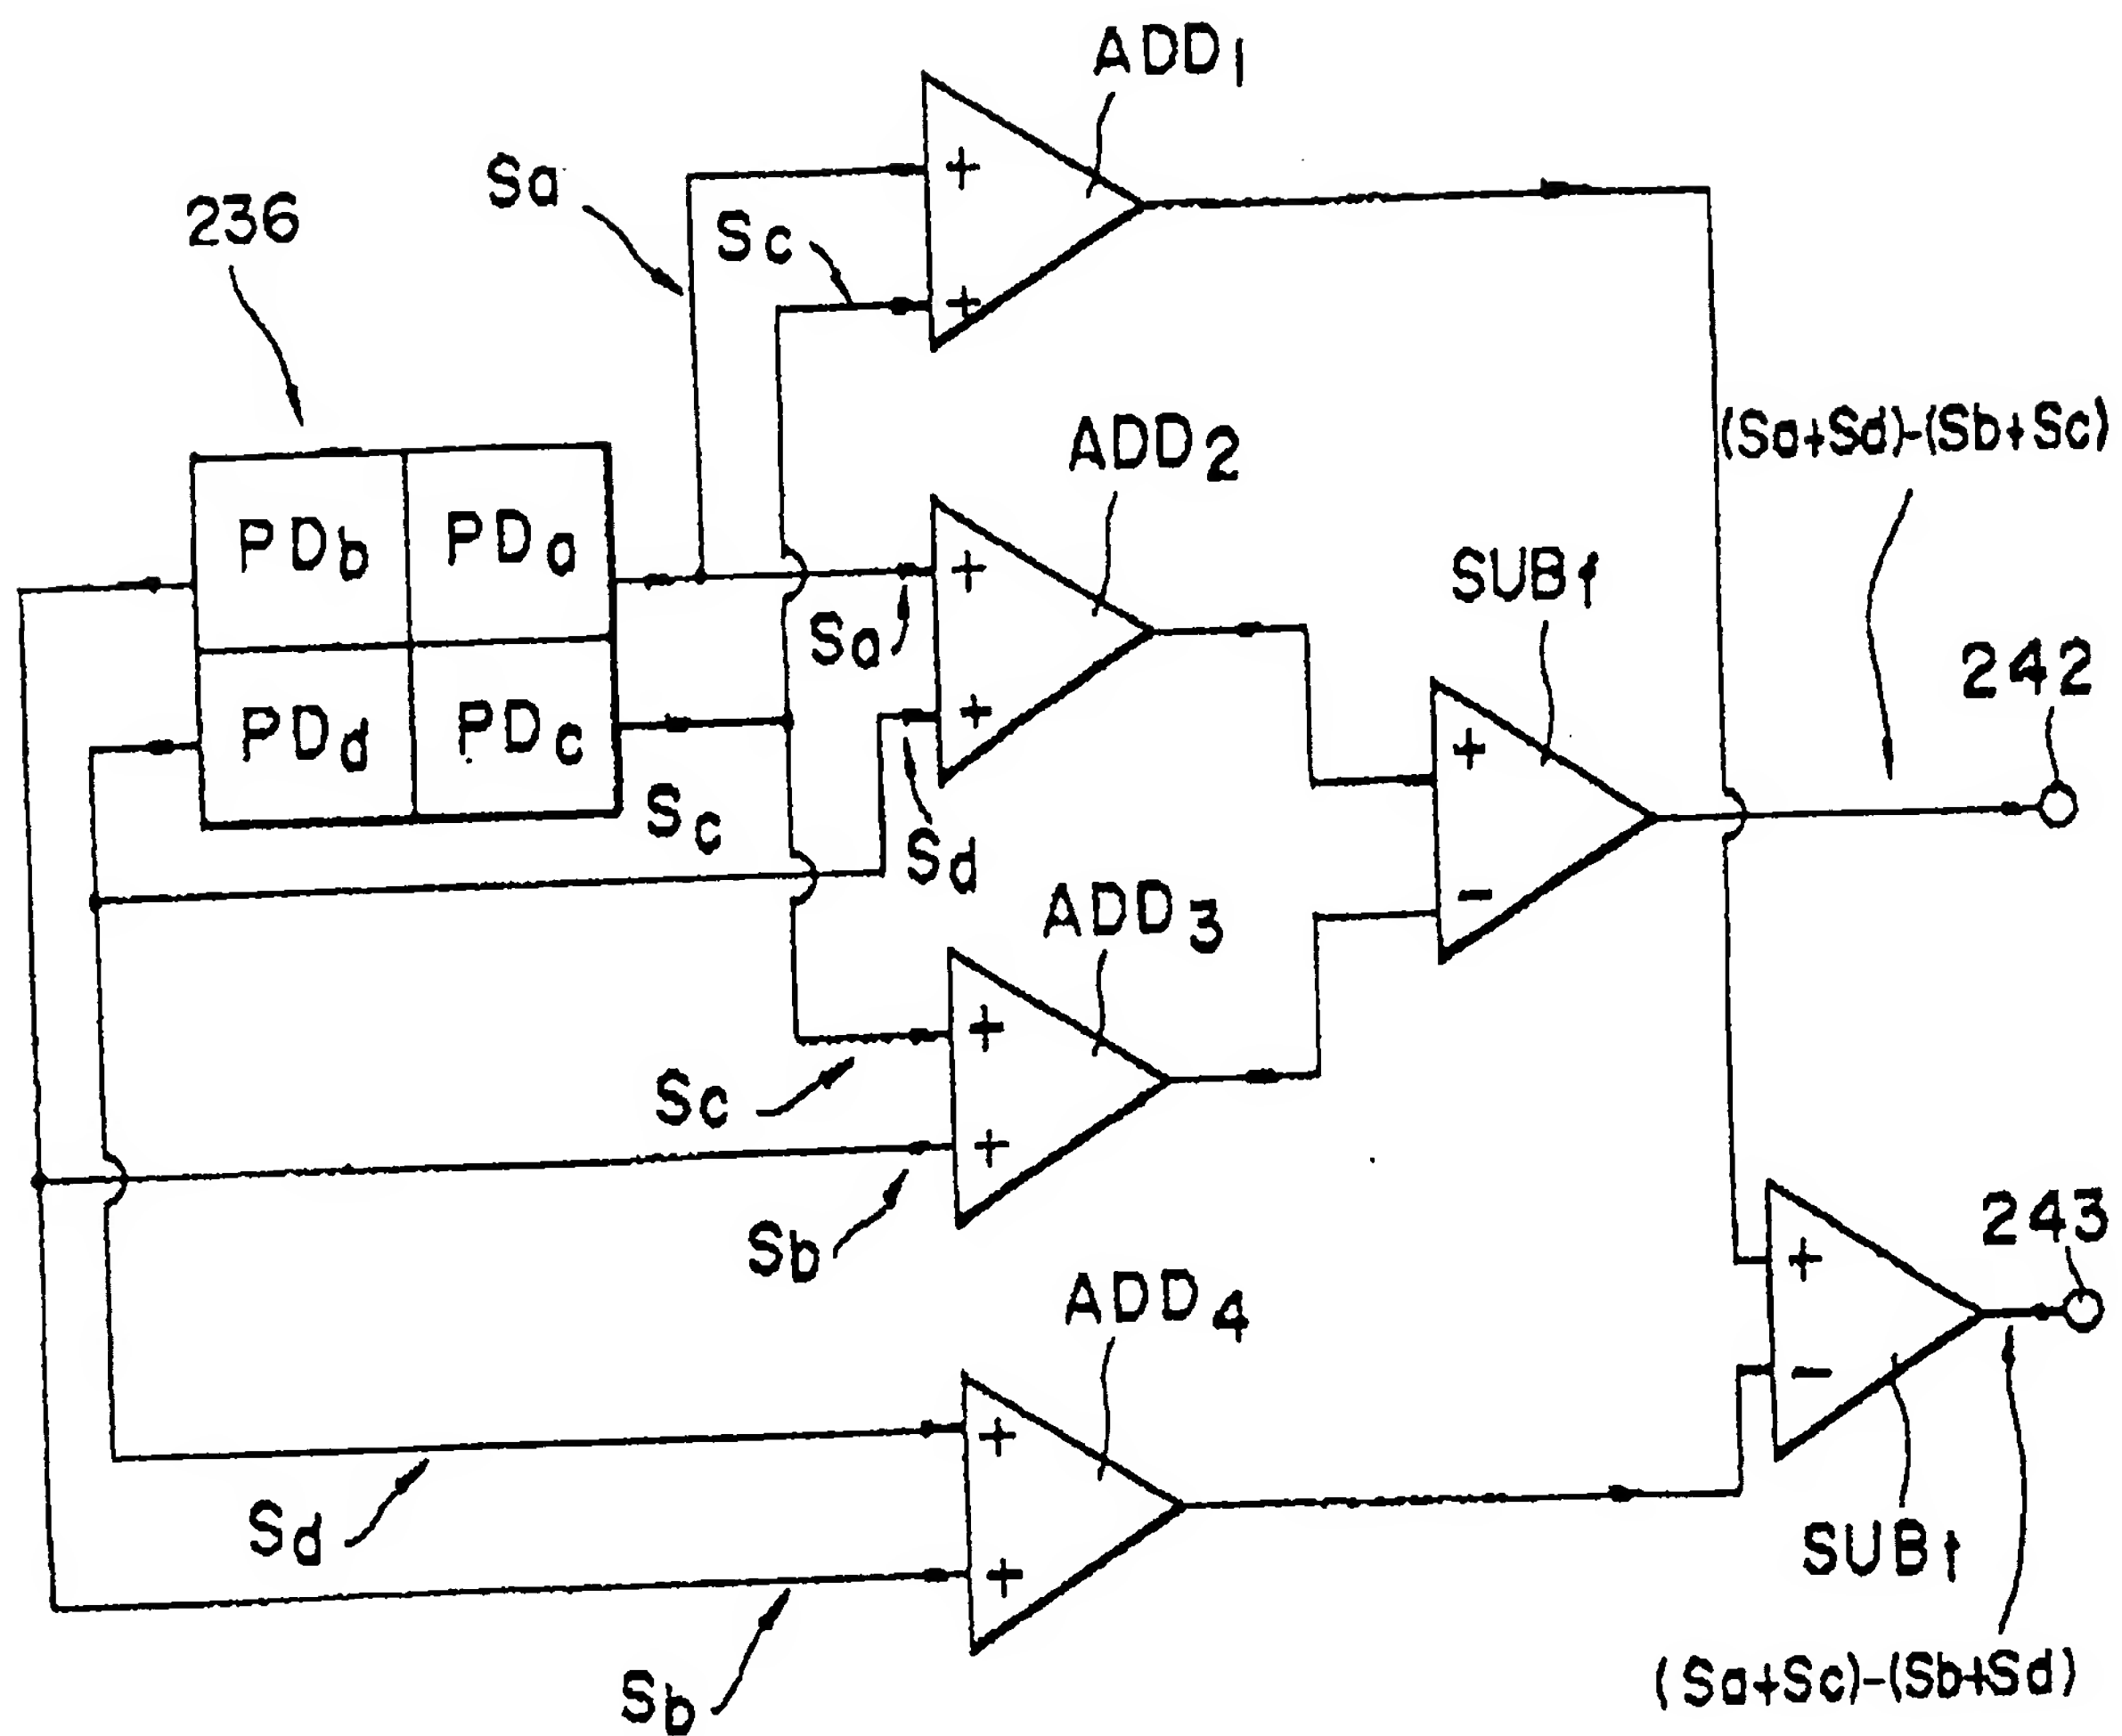 ADD1
Sa
Sc
236
(Sa+Sd)-(Sb+Sc)
ADD2
PDb
PDa
SUBf
Sa
242
PDd
PDc
Sc
Sd
ADD3
Sc
243
Sb
ADD4
Sd
SUBt
Sb
(Sa+Sc)-(Sb+Sd)